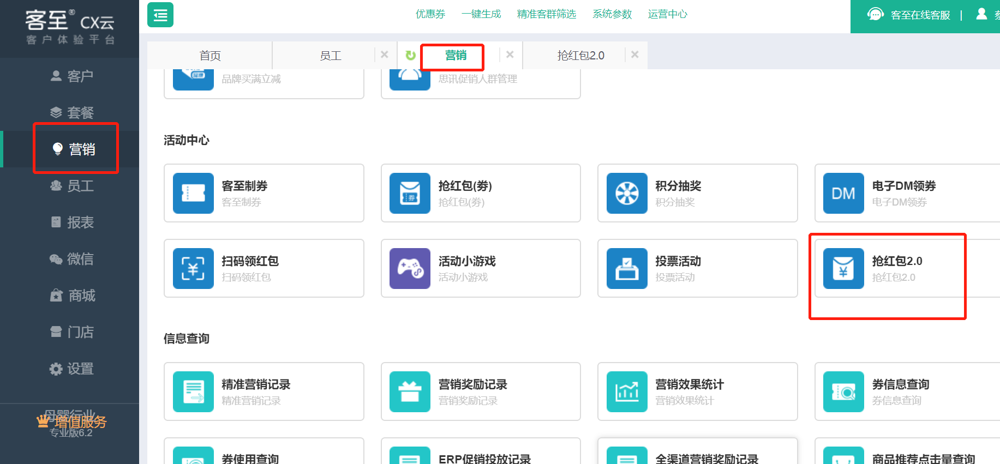 客至® CX云
客户体验平台
优惠券 一键生成 精准客群筛选 系统参数 运营中心
客至在线客服 |
首页 员工 营销 抢红包2.0
客户
套餐
营销
员工
报表
微信
商城
门店
设置
母婴行业
增值服务
专业版6.2
品牌买满立减
思讯促销人群管理
活动中心
客至制券
客至制券
抢红包(券)
抢红包(券)
积分抽奖
积分抽奖
DM
电子DM领券
电子DM领券
扫码领红包
扫码领红包
活动小游戏
活动小游戏
投票活动
投票活动
抢红包2.0
抢红包2.0
信息查询
精准营销记录
精准营销记录
营销奖励记录
营销奖励记录
营销效果统计
营销效果统计
券信息查询
券信息查询
券使用查询
ERP促销投放记录
全渠道营销奖励记录
商品推荐点击量查询